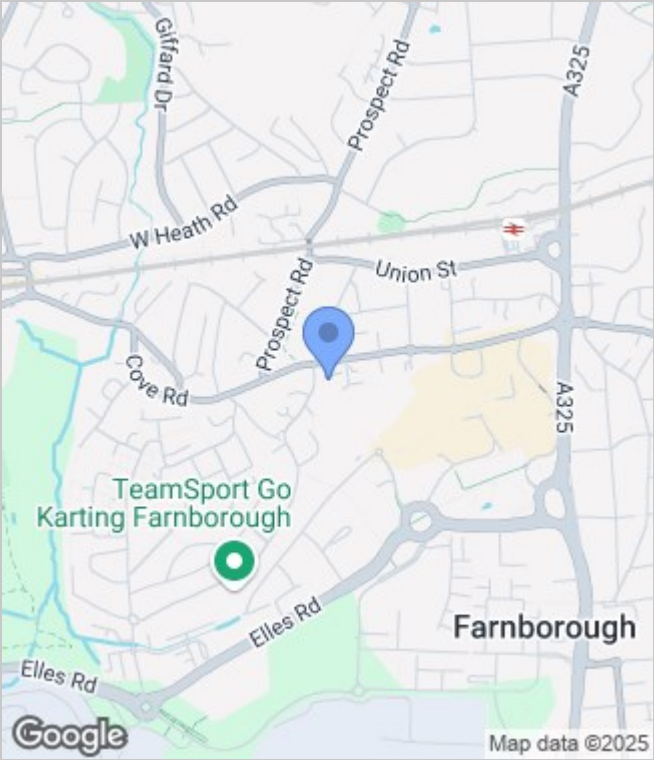 Giffard Dr
Prospect Rd
A325
W Heath Rd
Union St
Prospect Rd
Cove Rd
A325
TeamSport Go
Karting Farnborough
Elles Rd
Farnborough
Elles Rd
Google
Map data ©2025